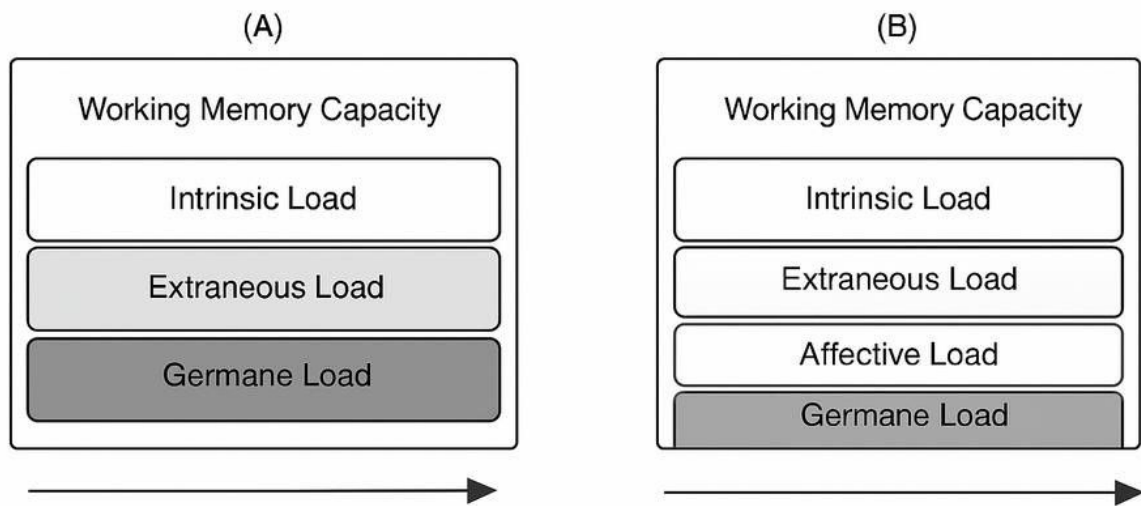 (A)
Working Memory Capacity
Intrinsic Load
Extraneous Load
Germane Load
(B)
Working Memory Capacity
Intrinsic Load
Extraneous Load
Affective Load
Germane Load